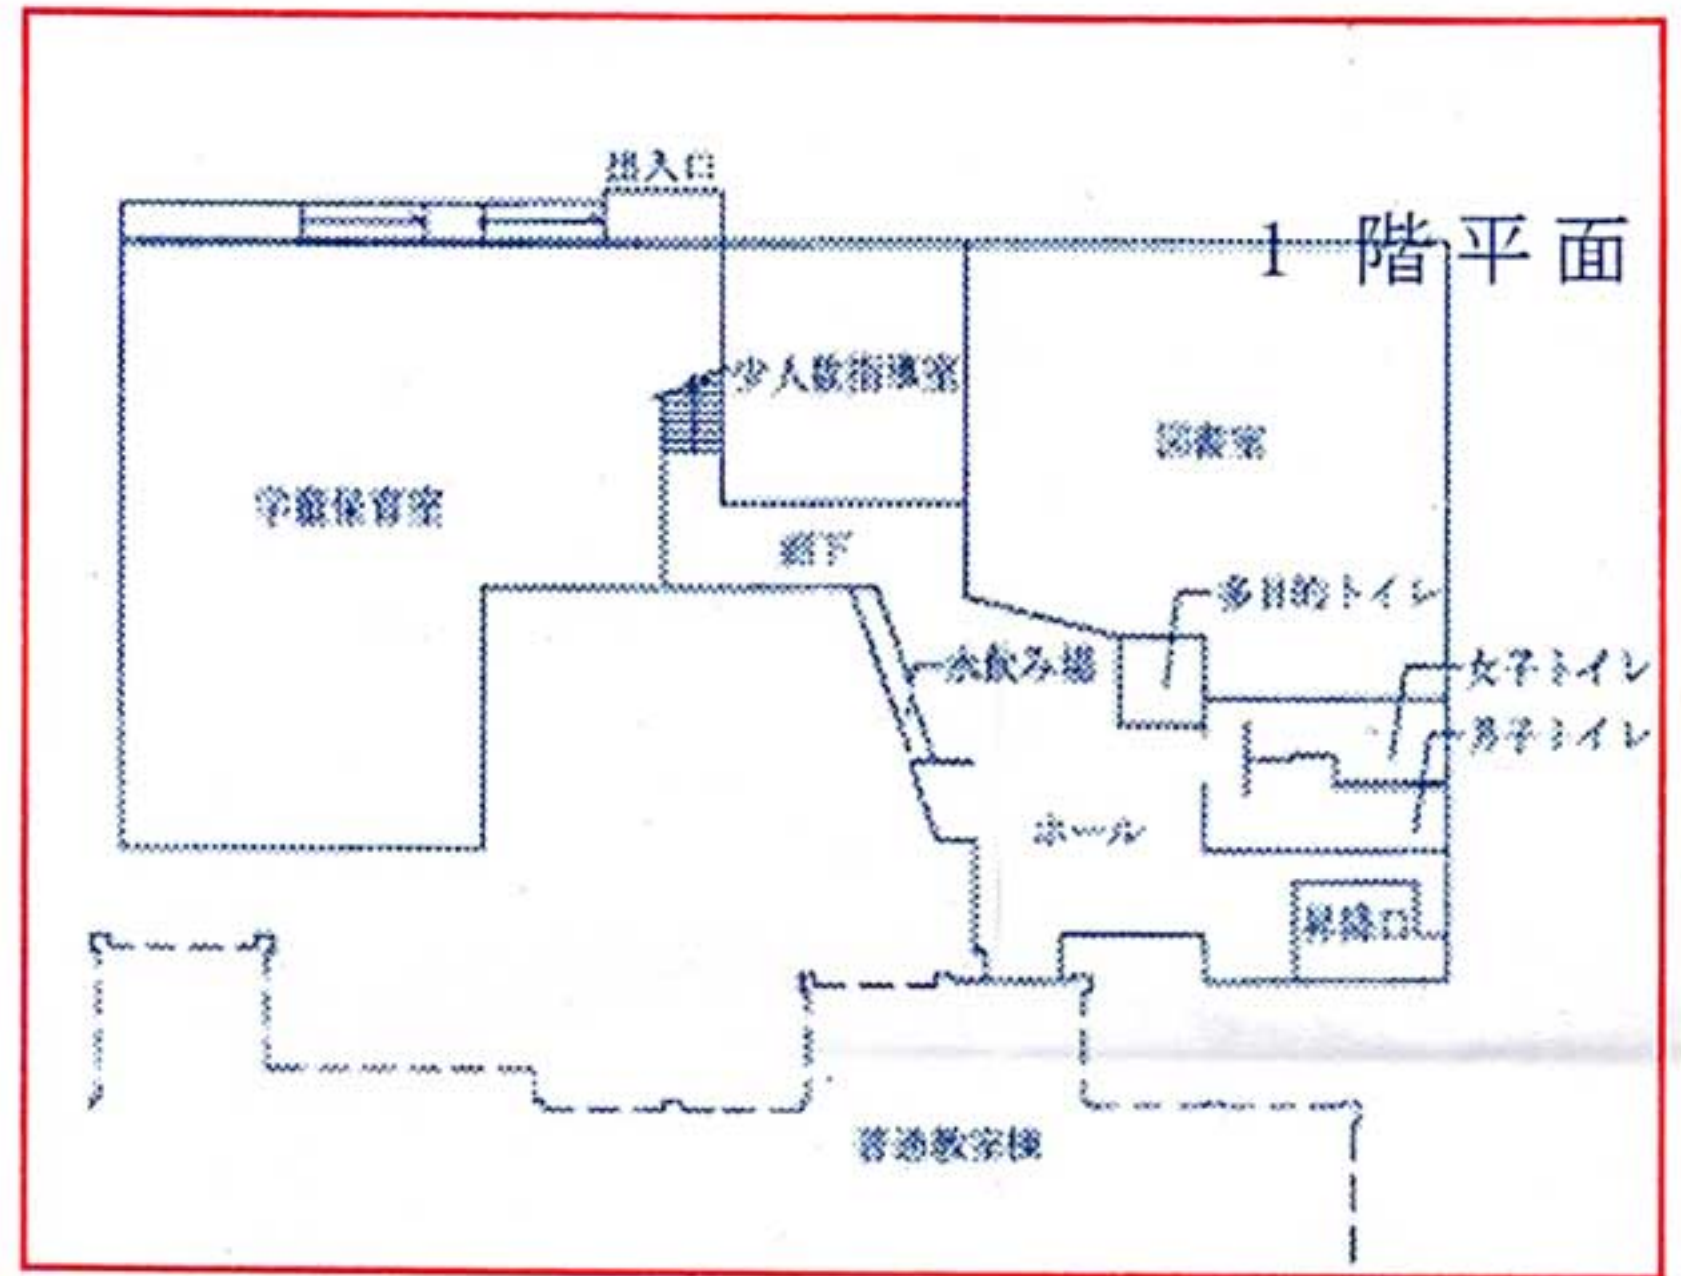 出入口
1 階平面
少人数指導室
図書室
学童保育室
廊下
多目的トイレ
水飲み場
女子トイレ
男子トイレ
ホール
昇降口
普通教室棟